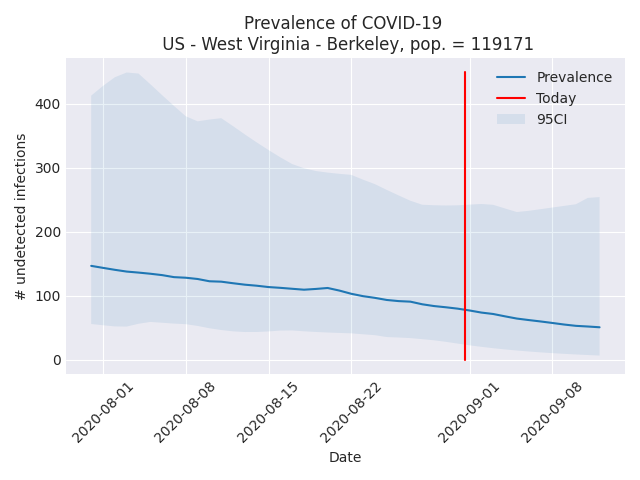 Prevalence of COVID-19
US - West Virginia - Berkeley, pop. = 119171
Prevalence
Today
95CI
# undetected infections
400
300
200
100
0
2020-08-01
2020-08-08
2020-08-15
2020-08-22
2020-09-01
2020-09-08
Date